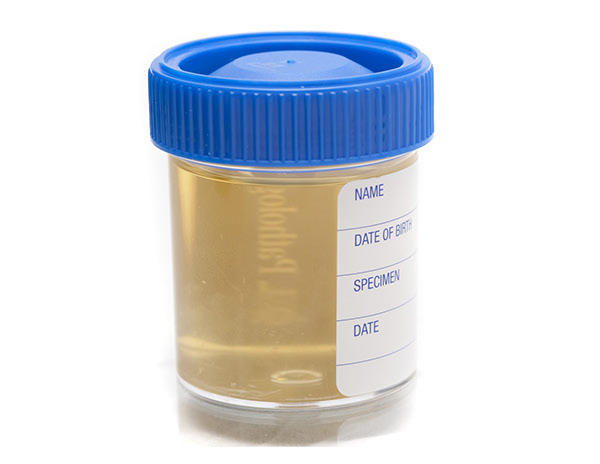 NAME
DATE OF BIRTH
SPECIMEN
DATE